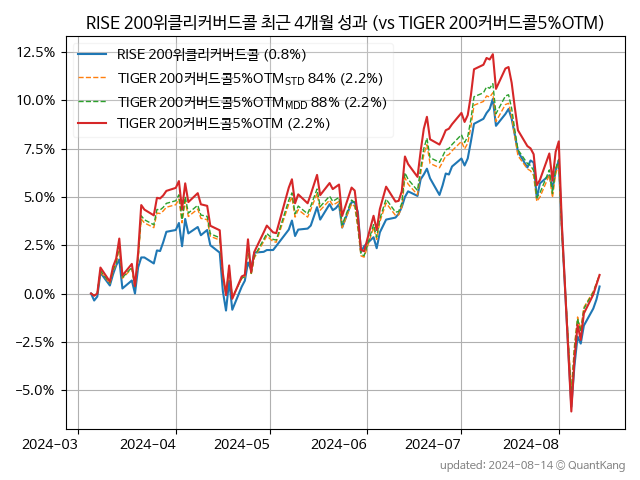 RISE 200위클리커버드콜 최근 4개월 성과 (vs TIGER 200커버드콜5%OTM)
12.5%
10.0%
7.5%
5.0%
2.5%
0.0%
−2.5%
−5.0%
RISE 200위클리커버드콜 (0.8%)
TIGER 200커버드콜5%OTM STD 84% (2.2%)
TIGER 200커버드콜5%OTM MDD 88% (2.2%)
TIGER 200커버드콜5%OTM (2.2%)
2024-03 2024-04 2024-05 2024-06 2024-07 2024-08
updated: 2024-08-14 © QuantKang